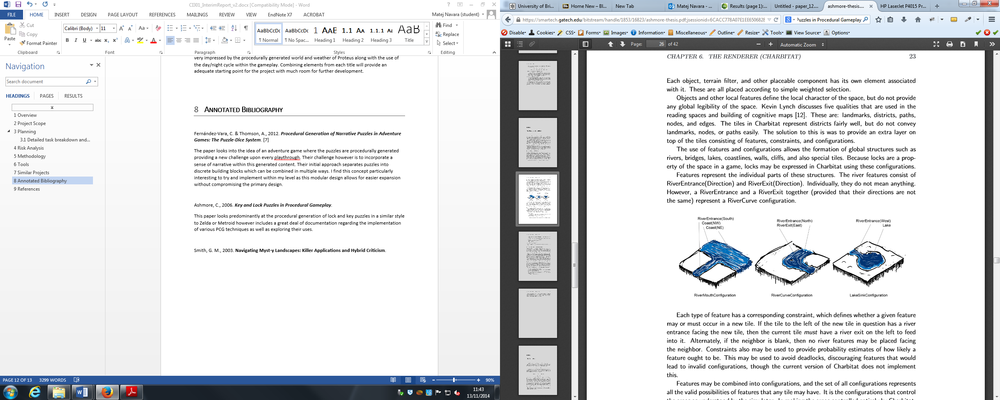 CI301_InterimReport_v2.docx [Compatibility Mode] - Word
FILE HOME INSERT DESIGN PAGE LAYOUT REFERENCES MAILINGS REVIEW VIEW EndNote X7 ACROBAT
Matej Navara (student)
Paste
Cut
Copy
Format Painter
Clipboard
Calibri (Body) 11
Font
Paragraph
AaBbCcDc AaBbCcDc 1 AaB 1.1 Aa 1.1.1 Aa AaB
¶ Normal ¶ No Spac... Heading 1 Heading 2 Heading 3 Title
Styles
Find
Replace
Select
Editing
Navigation
Search document
HEADINGS PAGES RESULTS
1 Overview
2 Project Scope
3 Planning
3.1 Detailed task breakdown and...
4 Risk Analysis
5 Methodology
6 Tools
7 Similar Projects
8 Annotated Bibliography
9 References
very impressed by the procedurally generated world and weather of Proteus along with the use of
the day/night cycle within the gameplay. Combining elements from each title will provide an
adequate starting point for the project with much room for further development.
8 ANNOTATED BIBLIOGRAPHY
Fernández-Vara, C. & Thomson, A., 2012. Procedural Generation of Narrative Puzzles in Adventure
Games: The Puzzle-Dice System. [7]
The paper looks into the idea of an adventure game where the puzzles are procedurally generated
providing a new challenge upon every playthrough. Their challenge however is to incorporate a
sense of narrative within this generated content. Their initial approach separates puzzles into
discrete building blocks which can be combined in multiple ways. I find this concept particularly
interesting to try and implement within my level as this modular design allows for easier expansion
without compromising the primary design.
Ashmore, C., 2006. Key and Lock Puzzles in Procedural Gameplay.
This paper looks predominantly at the procedural generation of lock and key puzzles in a similar style
to Zelda or Metroid however includes a great deal of documentation regarding the implementation
of various PCG techniques as well as exploring their uses.
Smith, G. M., 2003. Navigating Myst-y Landscapes: Killer Applications and Hybrid Criticism.
PAGE 12 OF 13 3299 WORDS
90%
11:43
13/11/2014
University of Bri... Home New – Bl... New Tab Matej Navara - ... Results (page 1):... Untitled - paper_12.... ashmore-thesis.... HP LaserJet P4015 Pr...
https://smartech.gatech.edu/bitstream/handle/1853/16823/ashmore-thesis.pdf;jsessionid=6CACC778A07E1EE6506828
Puzzles in Procedural Gameplay
Disable Cookies CSS Forms Images Information Miscellaneous Outline Resize Tools View Source Options
Page: 26 of 42
Automatic Zoom
CHAPTER 6. THE RENDERER (CHARBITAT) 23
Each object, terrain filter, and other placeable component has its own element associated
with it. These are all placed according to simple weighted selection.
Objects and other local features define the local character of the space, but do not provide
any global legibility of the space. Kevin Lynch discusses five qualities that are used in the
reading spaces and building of cognitive maps [12]. These are: landmarks, districts, paths,
nodes, and edges. The tiles in Charbitat represent districts fairly well, but do not convey
landmarks, nodes, or paths easily. The solution to this is was to provide an extra layer on
top of the tiles consisting of features, constraints, and configurations.
The use of features and configurations allows the formation of global structures such as
rivers, bridges, lakes, coastlines, walls, cliffs, and also special tiles. Because locks are a prop-
erty of the space in a game, locks may be expressed in Charbitat using these configurations.
Features represent the individual parts of these structures. The river features consist of
RiverEntrance(Direction) and RiverExit(Direction). Individually, they do not mean anything.
However, a RiverEntrance and a RiverExit together (provided that their directions are not
the same) represent a RiverCurve configuration.
RiverEntrance(South)
Coast(NW)
Coast(NE)
RiverEntrance(North)
RiverExit(East)
RiverEntrance(West)
Lake
RiverMouthConfiguration
RiverCurveConfiguration
LakeSinkConfiguration
Each type of feature has a corresponding constraint, which defines whether a given feature
may or must occur in a new tile. If the tile to the left of the new tile in question has a river
entrance facing the new tile, then the current tile must have a river exit on the left to feed
into it. Alternately, if the neighbor is blank, then no river features may be placed facing
the neighbor. Constraints also may be used to provide probability estimates of how likely a
feature ought to be. This may be used to avoid deadlocks, discouraging features that would
lead to invalid configurations, though the current version of Charbitat does not implement
this.
Features may be combined into configurations, and the set of all configurations represents
all the valid possibilities of features that any tile may have. It is the configurations that control